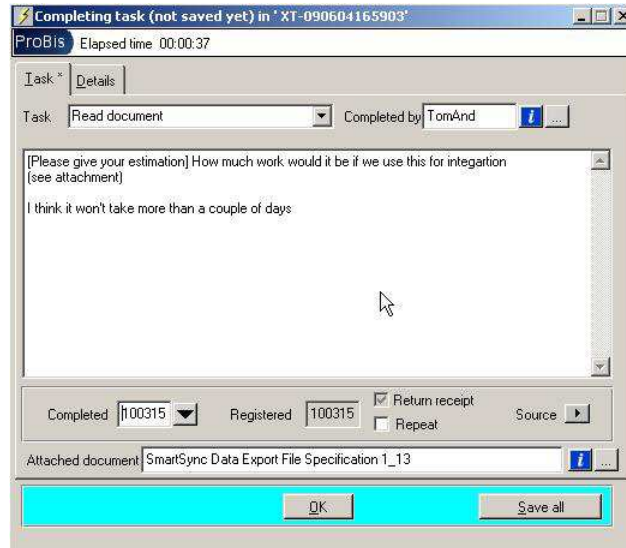 Completing task (not saved yet) in 'XT-090604165903'
ProBis Elapsed time 00:00:37
Task * Details
Task Read document Completed by TomAnd i ...
[Please give your estimation] How much work would it be if we use this for integartion
(see attachment)
I think it won't take more than a couple of days
Completed 100315 Registered 100315 Return receipt
Repeat Source
Attached document SmartSync Data Export File Specification 1_13 i ...
OK Save all